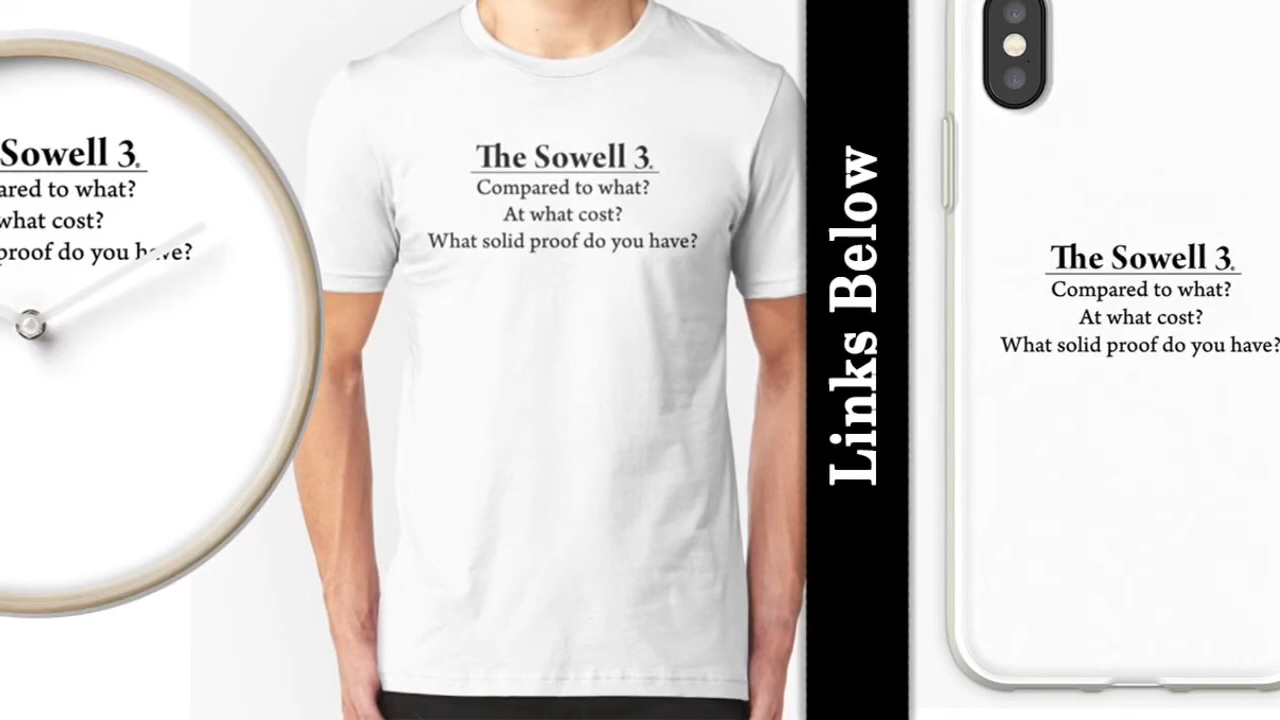 Sowell 3.
ared to what?
what cost?
proof do you have?
The Sowell 3.
Compared to what?
At what cost?
What solid proof do you have?
Links Below
The Sowell 3.
Compared to what?
At what cost?
What solid proof do you have?